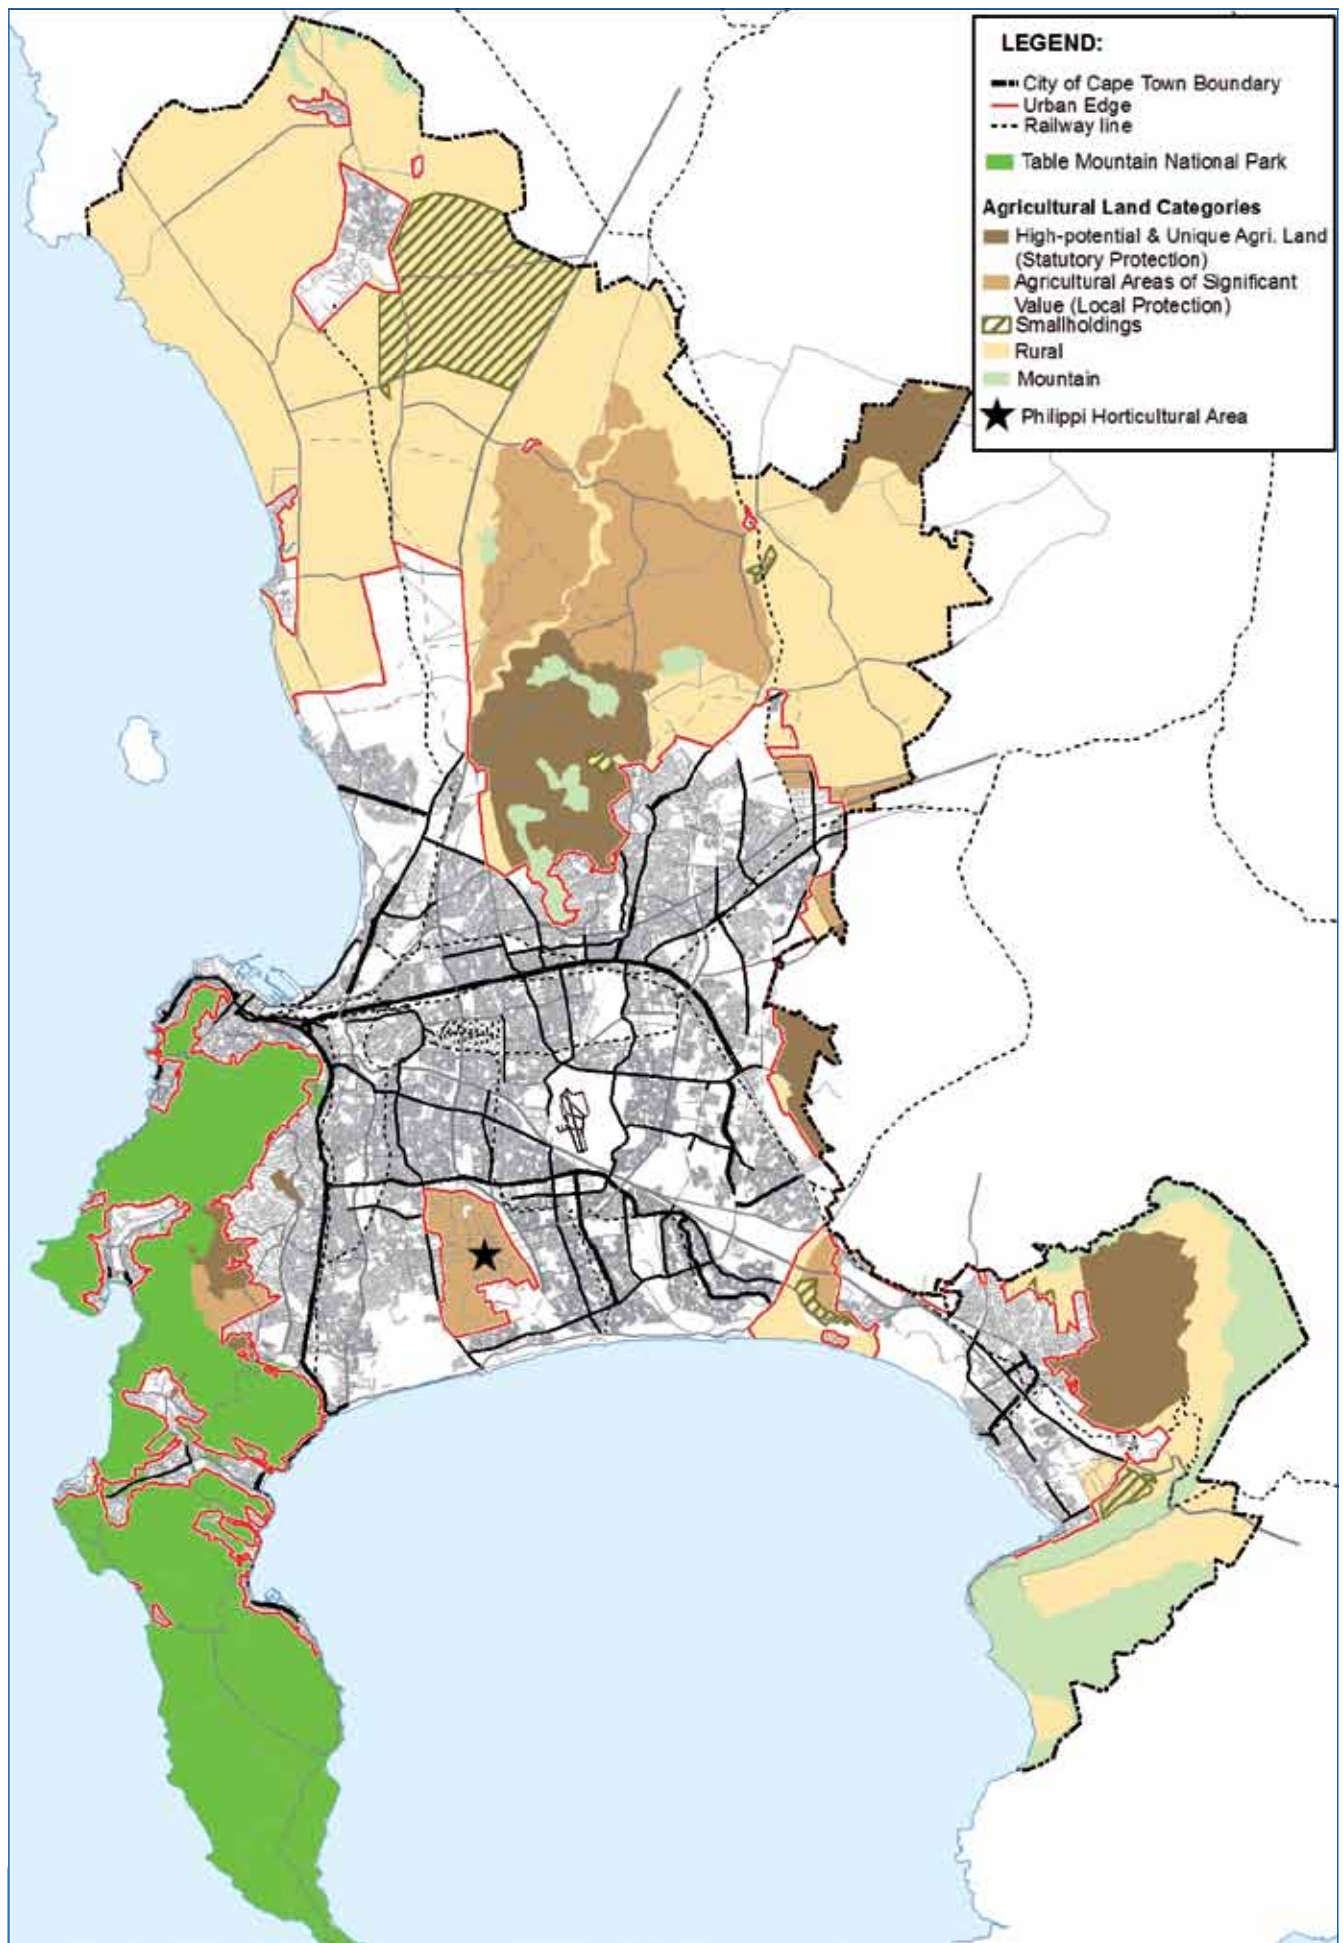 LEGEND:
City of Cape Town Boundary
Urban Edge
Railway line
Table Mountain National Park
Agricultural Land Categories
High-potential & Unique Agri. Land
(Statutory Protection)
Agricultural Areas of Significant
Value (Local Protection)
Smallholdings
Rural
Mountain
Philippi Horticultural Area